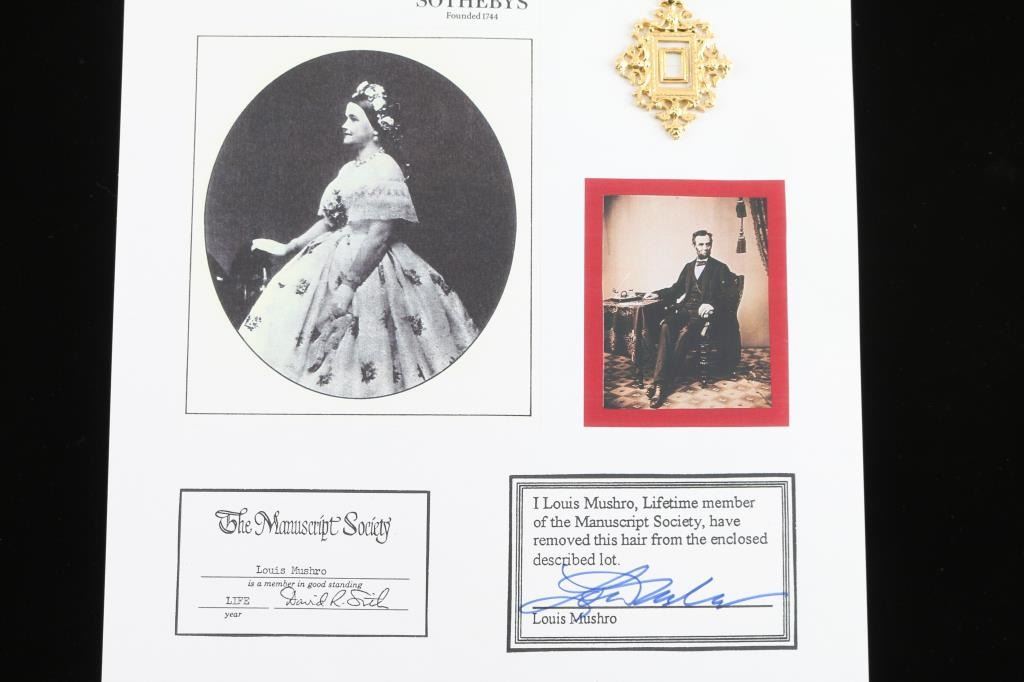 SOTHEBYS
Founded 1744
The Manuscript Society
Louis Mushro
is a member in good standing
LIFE
year
I Louis Mushro, Lifetime member
of the Manuscript Society, have
removed this hair from the enclosed
described lot.
Louis Mushro